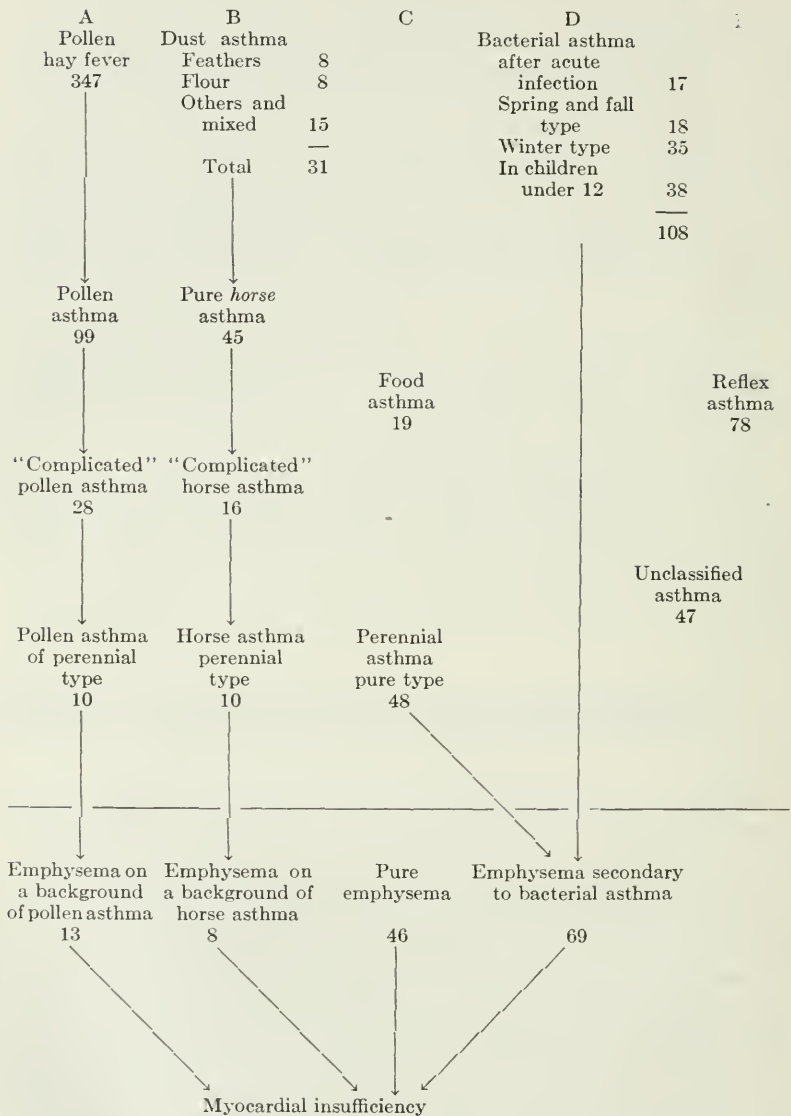 A
Pollen
hay fever
347
B
Dust asthma
Feathers 8
Flour 8
Others and
mixed 15
Total 31
C
D
Bacterial asthma
after acute
infection 17
Spring and fall
type 18
Winter type 35
In children
under 12 38
108
Pollen
asthma
99
Pure horse
asthma
45
Food
asthma
19
Reflex
asthma
78
"Complicated"
pollen asthma
28
"Complicated"
horse asthma
16
Unclassified
asthma
47
Pollen asthma
of perennial
type
10
Horse asthma
perennial
type
10
Perennial
asthma
pure type
48
Emphysema on
a background
of pollen asthma
13
Emphysema on
a background of
horse asthma
8
Pure
emphysema
46
Emphysema secondary
to bacterial asthma
69
Myocardial insufficiency